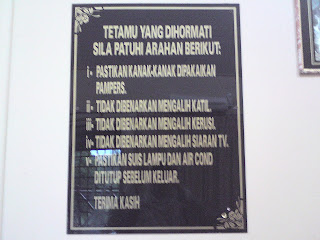 TETAMU YANG DIHORMATI
SILA PATUHI ARAHAN BERIKUT:
i- PASTIKAN KANAK-KANAK DIPAKAIKAN
PAMPERS.
ii- TIDAK DIBENARKAN MENGALIH KATIL.
iii- TIDAK DIBENARKAN MENGALIH KERUSI.
iv- TIDAK DIBENARKAN MENGALIH SIARAN TV.
v- PASTIKAN SUIS LAMPU DAN AIR COND
DITUTUP SEBELUM KELUAR.
TERIMA KASIH